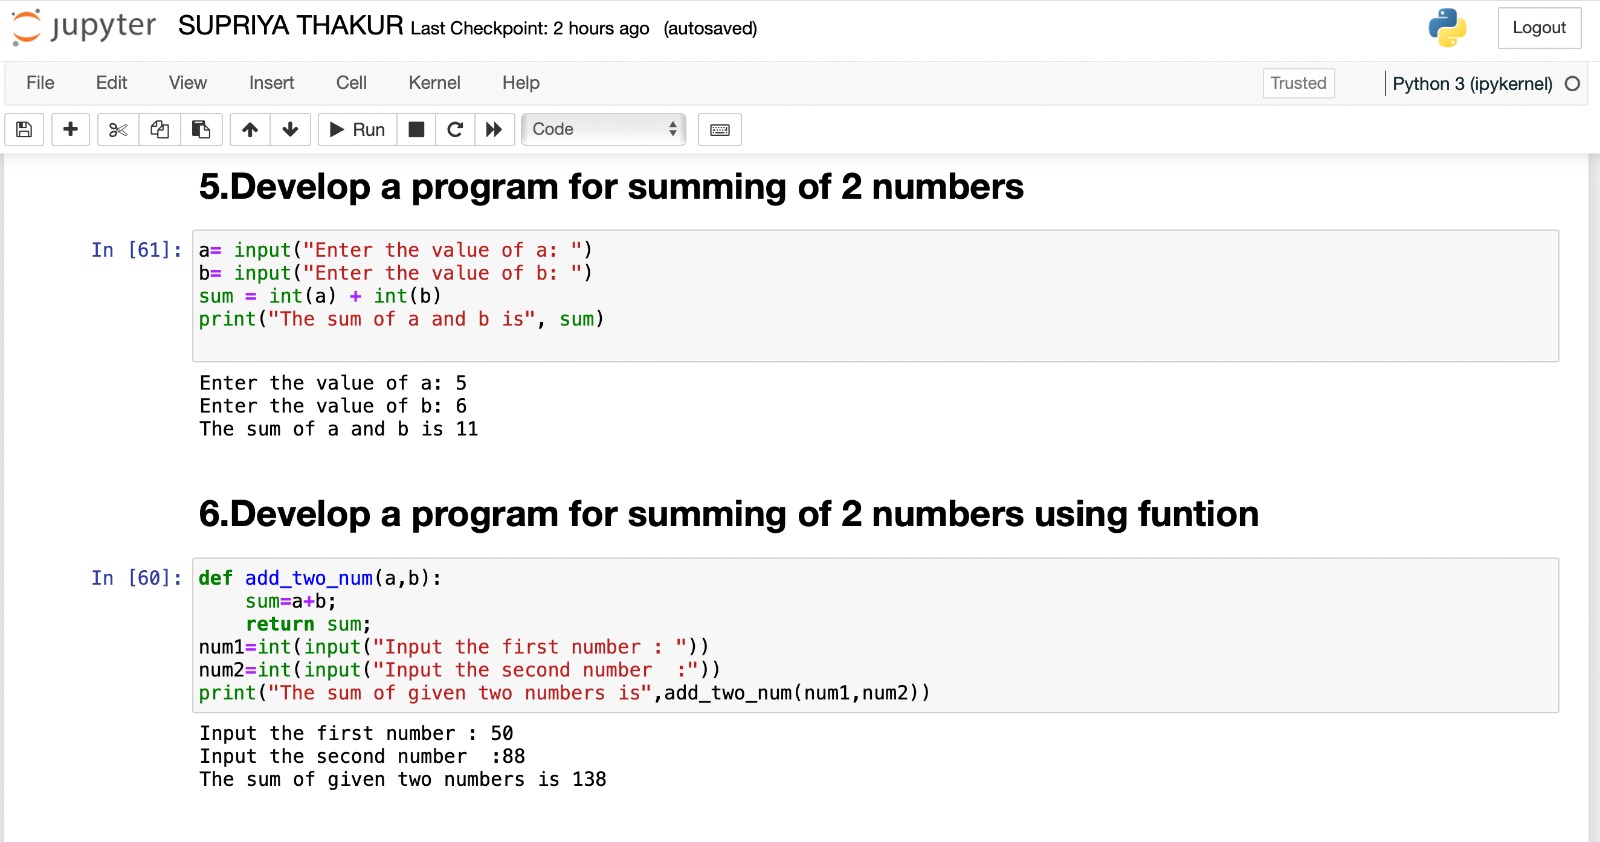 jupyter SUPRIYA THAKUR Last Checkpoint: 2 hours ago (autosaved) Logout
File Edit View Insert Cell Kernel Help Trusted Python 3 (ipykernel)
Run Code
5.Develop a program for summing of 2 numbers
In [61]: a= input("Enter the value of a: ")
b= input("Enter the value of b: ")
sum = int(a) + int(b)
print("The sum of a and b is", sum)
Enter the value of a: 5
Enter the value of b: 6
The sum of a and b is 11
6.Develop a program for summing of 2 numbers using funtion
In [60]: def add_two_num(a,b):
    sum=a+b;
    return sum;
num1=int(input("Input the first number : "))
num2=int(input("Input the second number  :"))
print("The sum of given two numbers is",add_two_num(num1,num2))
Input the first number : 50
Input the second number  :88
The sum of given two numbers is 138